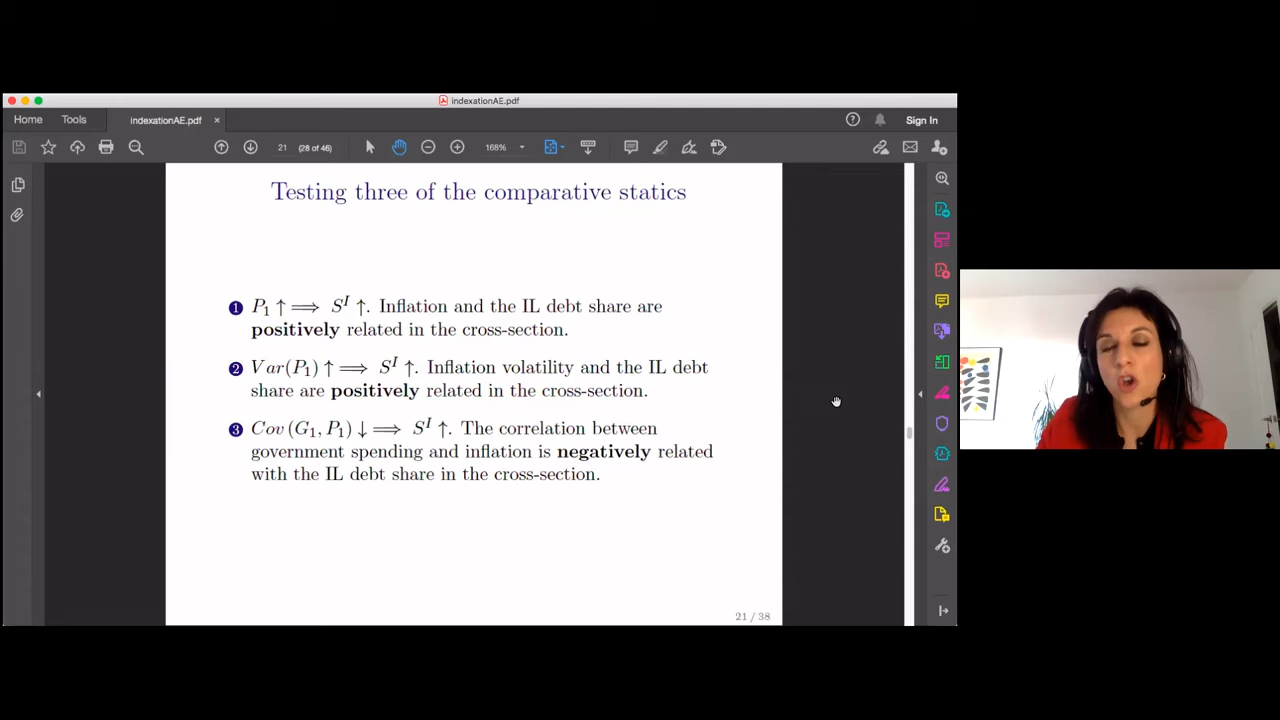 indexationAE.pdf
Home Tools indexationAE.pdf × Sign In
21 (28 of 46) 168%
Testing three of the comparative statics
1 P₁ ↑⟹ Sᴵ ↑. Inflation and the IL debt share are
positively related in the cross-section.
2 Var(P₁) ↑⟹ Sᴵ ↑. Inflation volatility and the IL debt
share are positively related in the cross-section.
3 Cov (G₁, P₁) ↓⟹ Sᴵ ↑. The correlation between
government spending and inflation is negatively related
with the IL debt share in the cross-section.
21 / 38